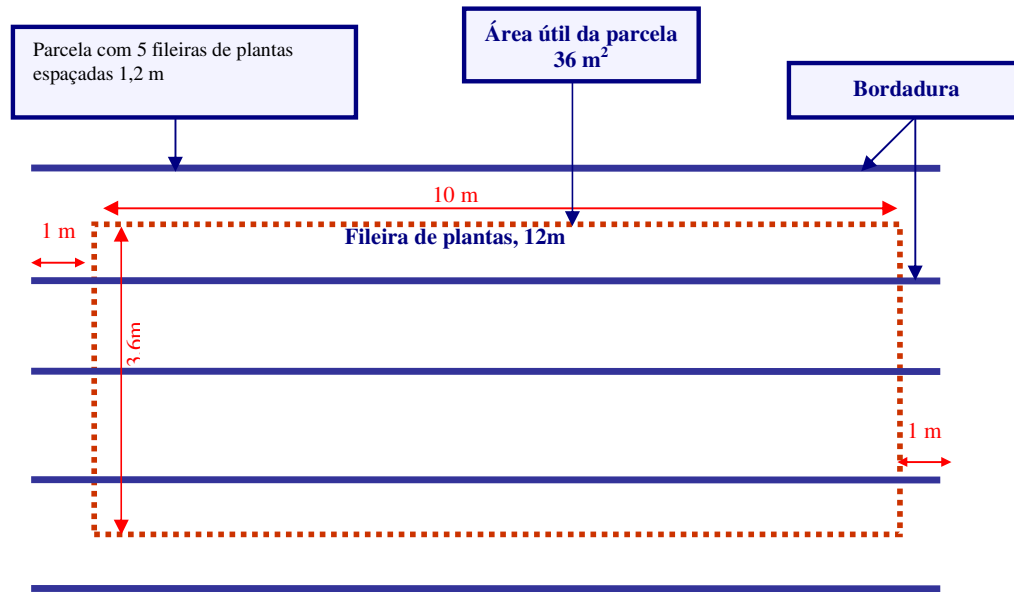 Parcela com 5 fileiras de plantas
espaçadas 1,2 m
Área útil da parcela
36 m²
Bordadura
10 m
1 m
Fileira de plantas, 12m
3,6m
1 m